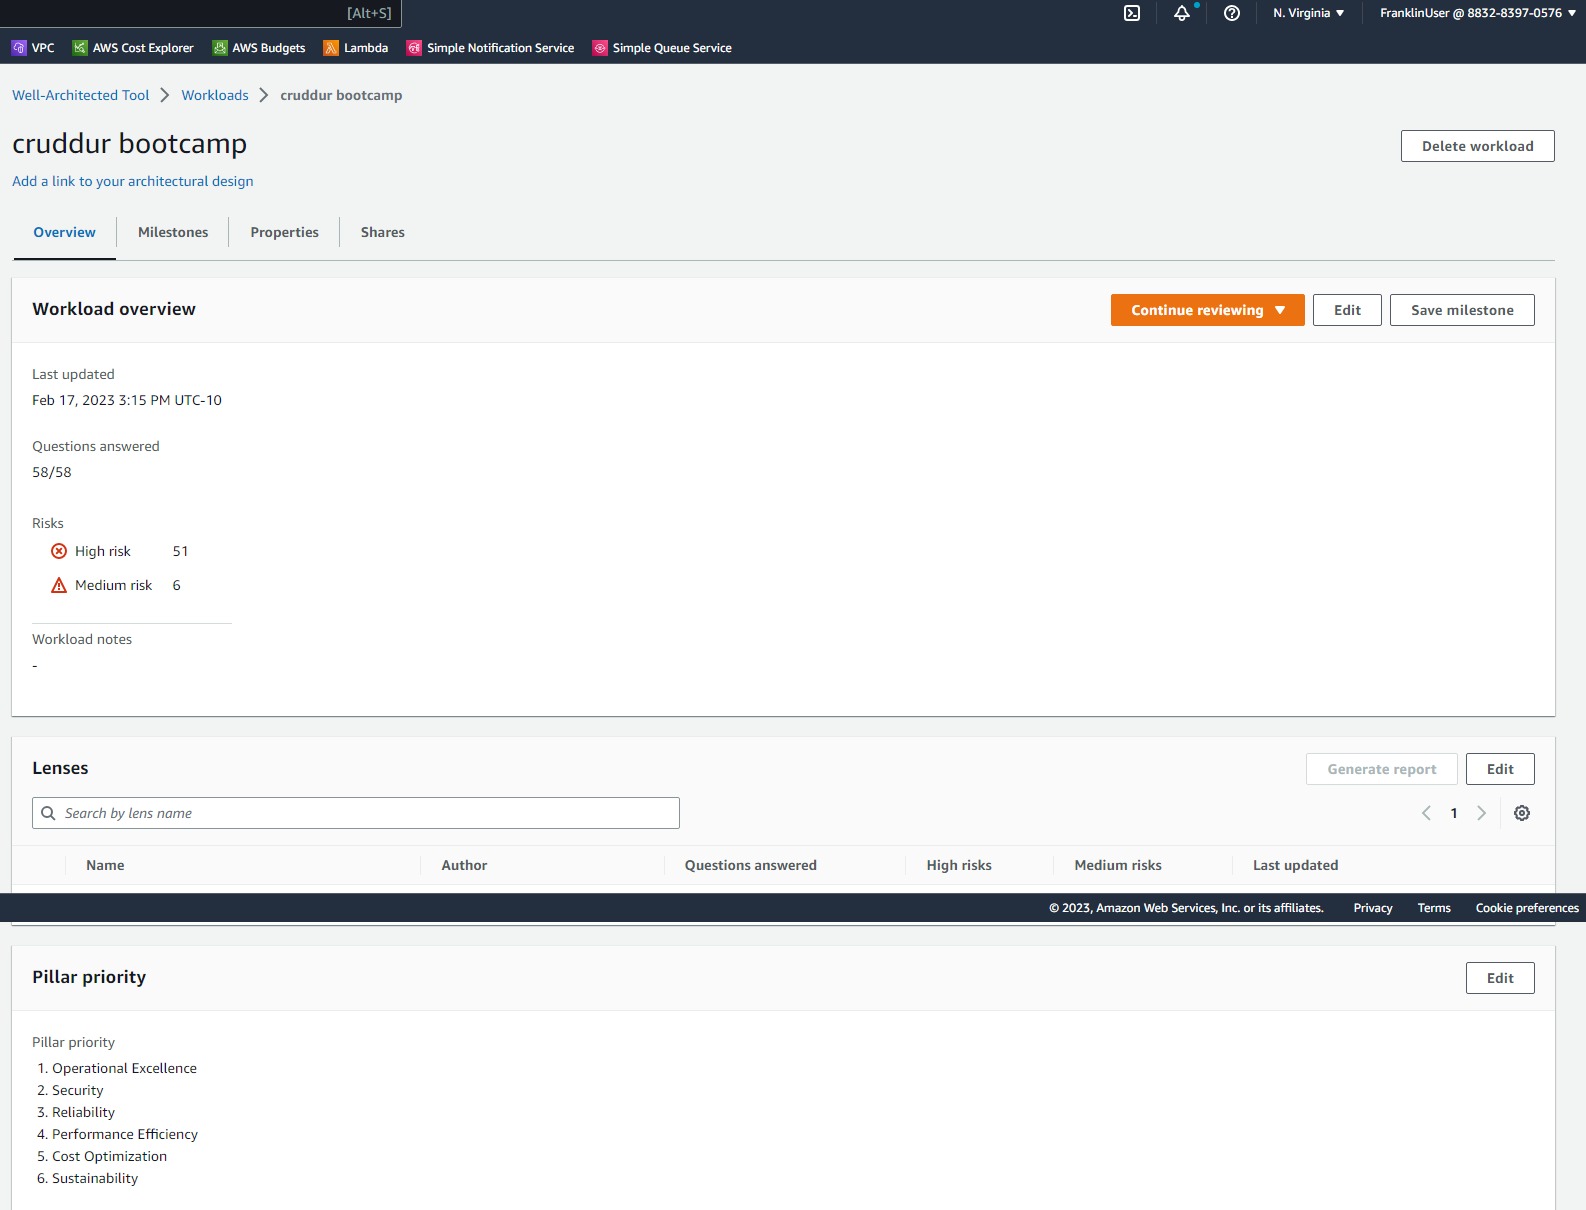 [Alt+S]
N. Virginia
FranklinUser @ 8832-8397-0576
VPC
AWS Cost Explorer
AWS Budgets
Lambda
Simple Notification Service
Simple Queue Service
Well-Architected Tool
Workloads
cruddur bootcamp
cruddur bootcamp
Delete workload
Add a link to your architectural design
Overview
Milestones
Properties
Shares
Workload overview
Continue reviewing
Edit
Save milestone
Last updated
Feb 17, 2023 3:15 PM UTC-10
Questions answered
58/58
Risks
High risk 51
Medium risk 6
Workload notes
-
Lenses
Generate report
Edit
Search by lens name
1
Name
Author
Questions answered
High risks
Medium risks
Last updated
© 2023, Amazon Web Services, Inc. or its affiliates.
Privacy
Terms
Cookie preferences
Pillar priority
Edit
Pillar priority
1. Operational Excellence
2. Security
3. Reliability
4. Performance Efficiency
5. Cost Optimization
6. Sustainability